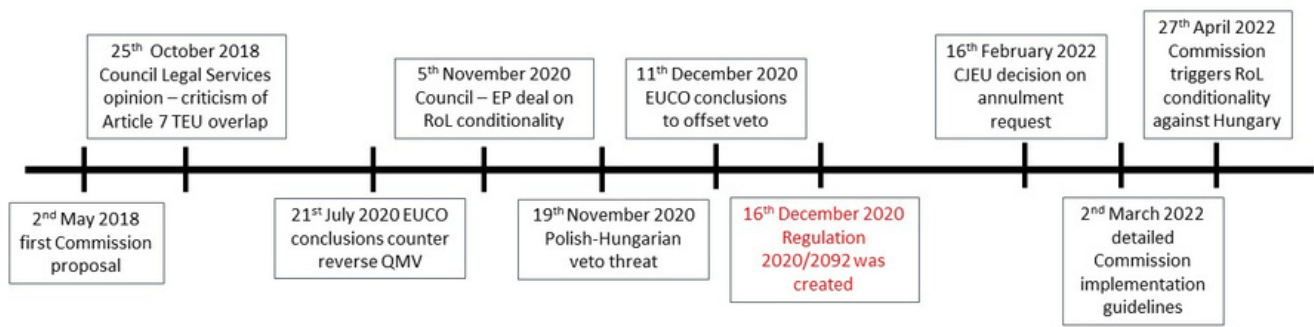 25th October 2018
Council Legal Services
opinion – criticism of
Article 7 TEU overlap
5th November 2020
Council – EP deal on
RoL conditionality
11th December 2020
EUCO conclusions
to offset veto
16th February 2022
CJEU decision on
annulment
request
27th April 2022
Commission
triggers RoL
conditionality
against Hungary
2nd May 2018
first Commission
proposal
21st July 2020 EUCO
conclusions counter
reverse QMV
19th November 2020
Polish-Hungarian
veto threat
16th December 2020
Regulation
2020/2092 was
created
2nd March 2022
detailed
Commission
implementation
guidelines